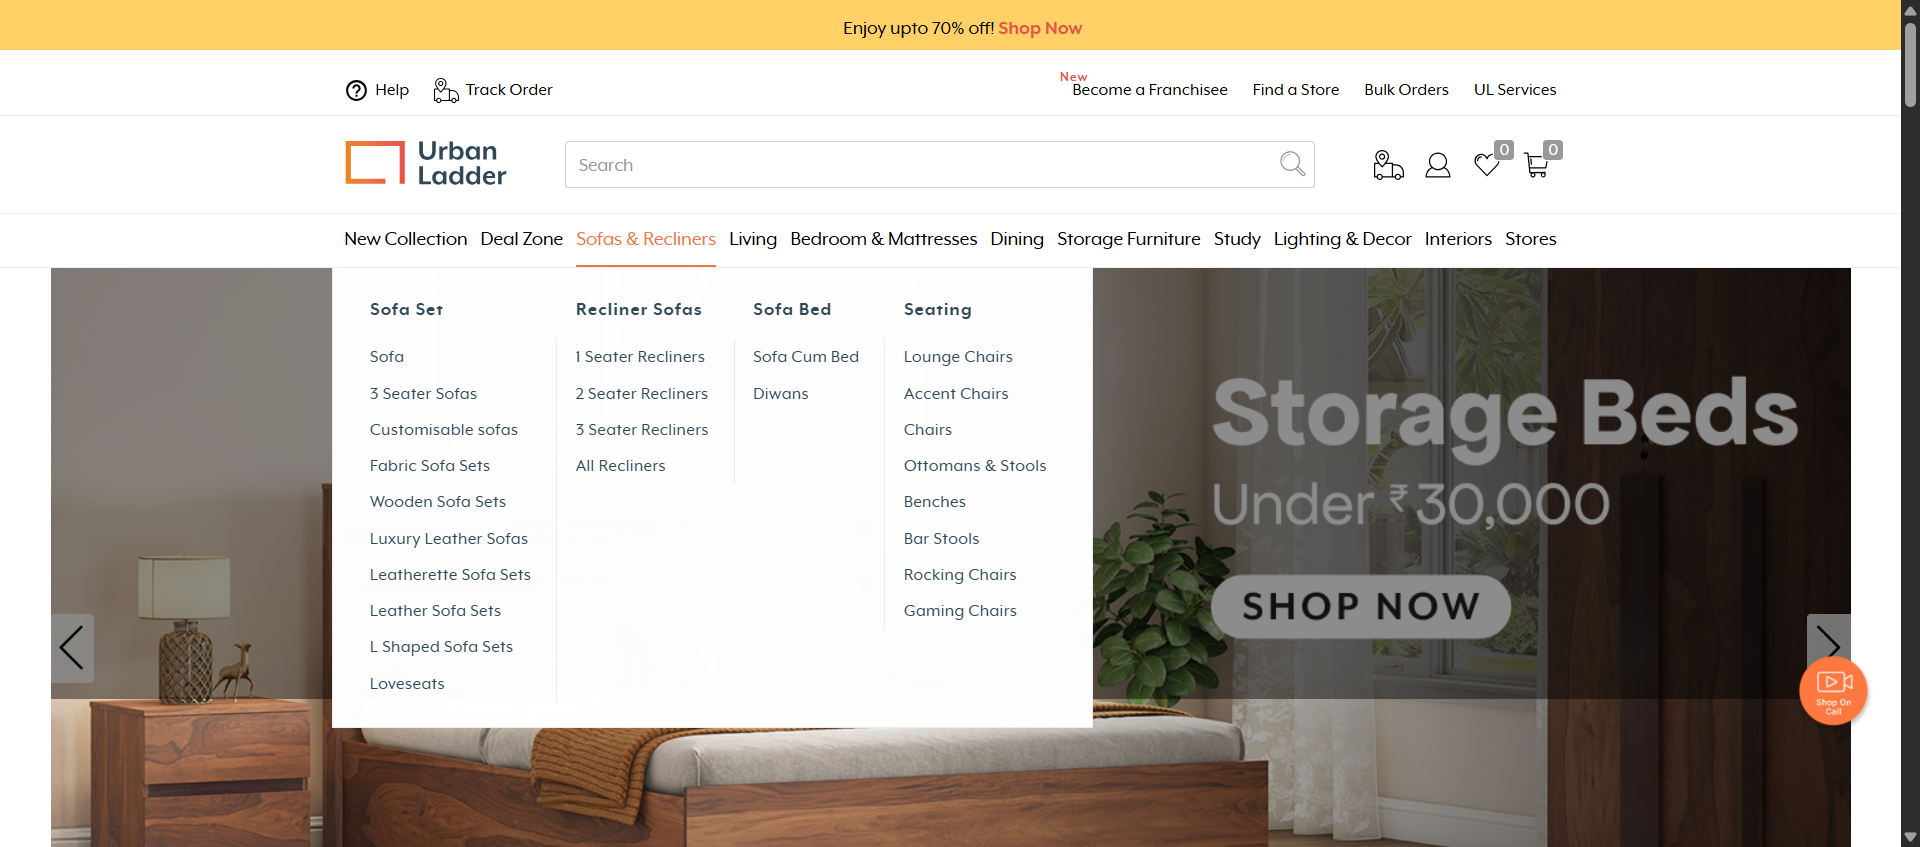 Enjoy upto 70% off! Shop Now
Help
Track Order
New
Become a Franchisee
Find a Store
Bulk Orders
UL Services
Urban
Ladder
Search
0
0
New Collection
Deal Zone
Sofas & Recliners
Living
Bedroom & Mattresses
Dining
Storage Furniture
Study
Lighting & Decor
Interiors
Stores
Sofa Set
Sofa
3 Seater Sofas
Customisable sofas
Fabric Sofa Sets
Wooden Sofa Sets
Luxury Leather Sofas
Leatherette Sofa Sets
Leather Sofa Sets
L Shaped Sofa Sets
Loveseats
Recliner Sofas
1 Seater Recliners
2 Seater Recliners
3 Seater Recliners
All Recliners
Sofa Bed
Sofa Cum Bed
Diwans
Seating
Lounge Chairs
Accent Chairs
Chairs
Ottomans & Stools
Benches
Bar Stools
Rocking Chairs
Gaming Chairs
Storage Beds
Under ₹30,000
SHOP NOW
Shop On
Call